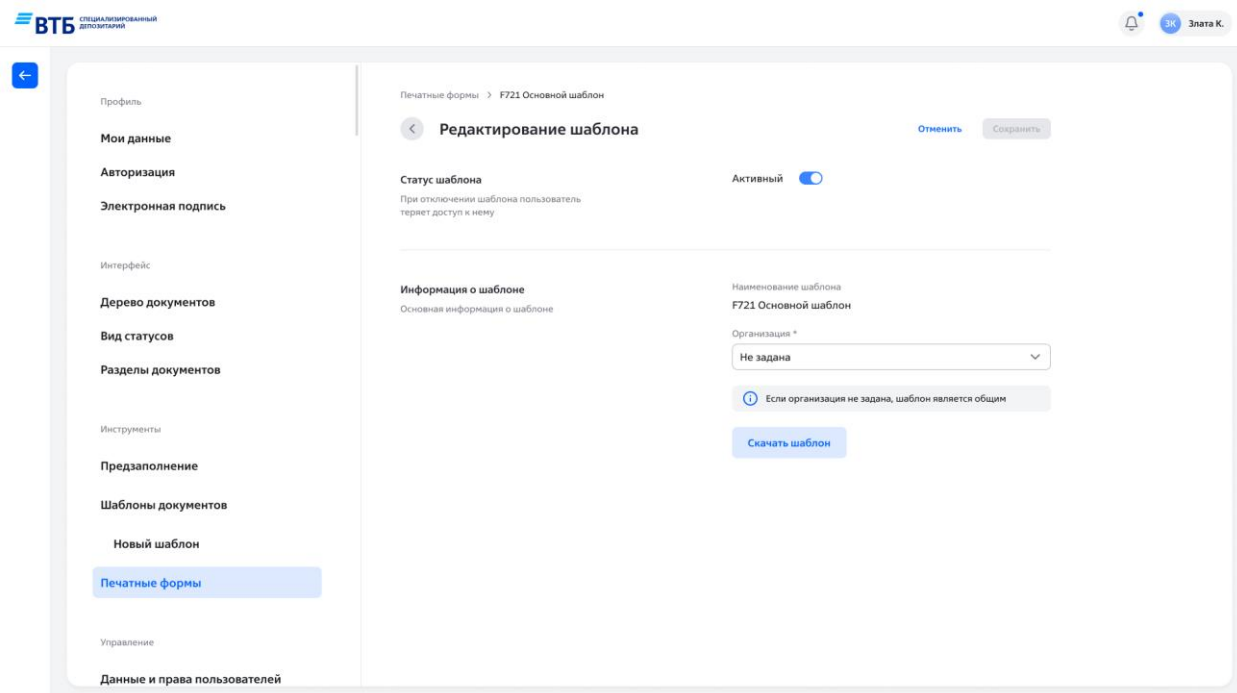 ВТБ СПЕЦИАЛИЗИРОВАННЫЙ
ДЕПОЗИТАРИЙ
ЗК Злата К.
Профиль
Мои данные
Авторизация
Электронная подпись
Интерфейс
Дерево документов
Вид статусов
Разделы документов
Инструменты
Предзаполнение
Шаблоны документов
Новый шаблон
Печатные формы
Управление
Данные и права пользователей
Печатные формы > F721 Основной шаблон
Редактирование шаблона
Отменить
Сохранить
Статус шаблона
При отключении шаблона пользователь
теряет доступ к нему
Активный
Информация о шаблоне
Основная информация о шаблоне
Наименование шаблона
F721 Основной шаблон
Организация *
Не задана
Если организация не задана, шаблон является общим
Скачать шаблон